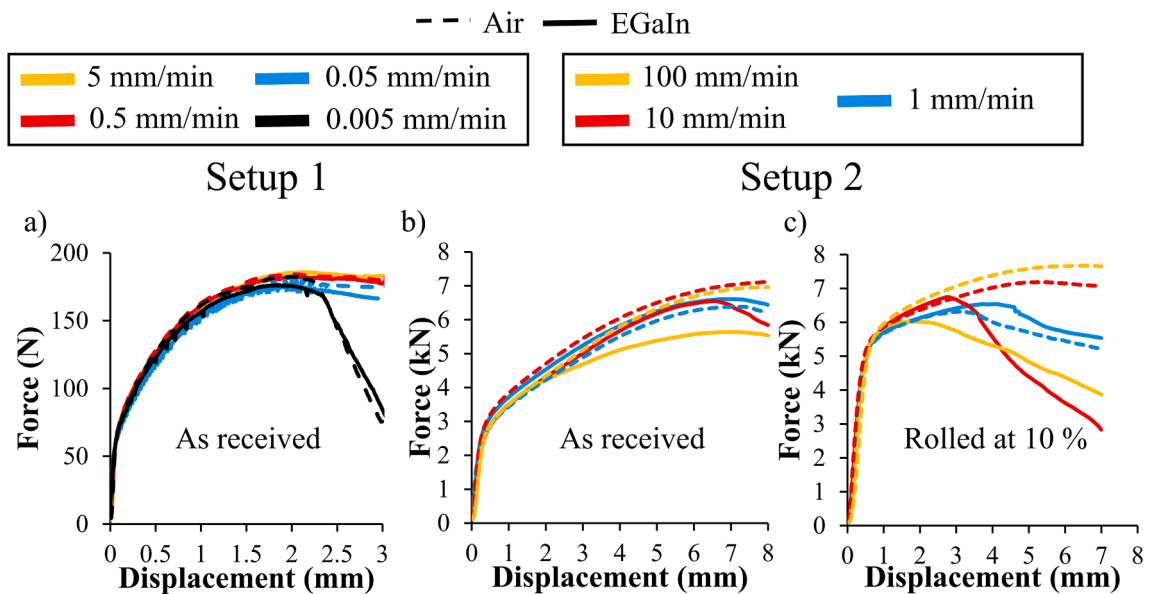 Air EGaIn
5 mm/min 0.05 mm/min
0.5 mm/min 0.005 mm/min
100 mm/min 1 mm/min
10 mm/min
Setup 1 Setup 2
a)
200
150
100
50
0
0 0.5 1 1.5 2 2.5 3
Force (N)
Displacement (mm)
As received
b)
8
7
6
5
4
3
2
1
0
0 1 2 3 4 5 6 7 8
Force (kN)
Displacement (mm)
As received
c)
8
7
6
5
4
3
2
1
0
0 1 2 3 4 5 6 7 8
Force (kN)
Displacement (mm)
Rolled at 10 %